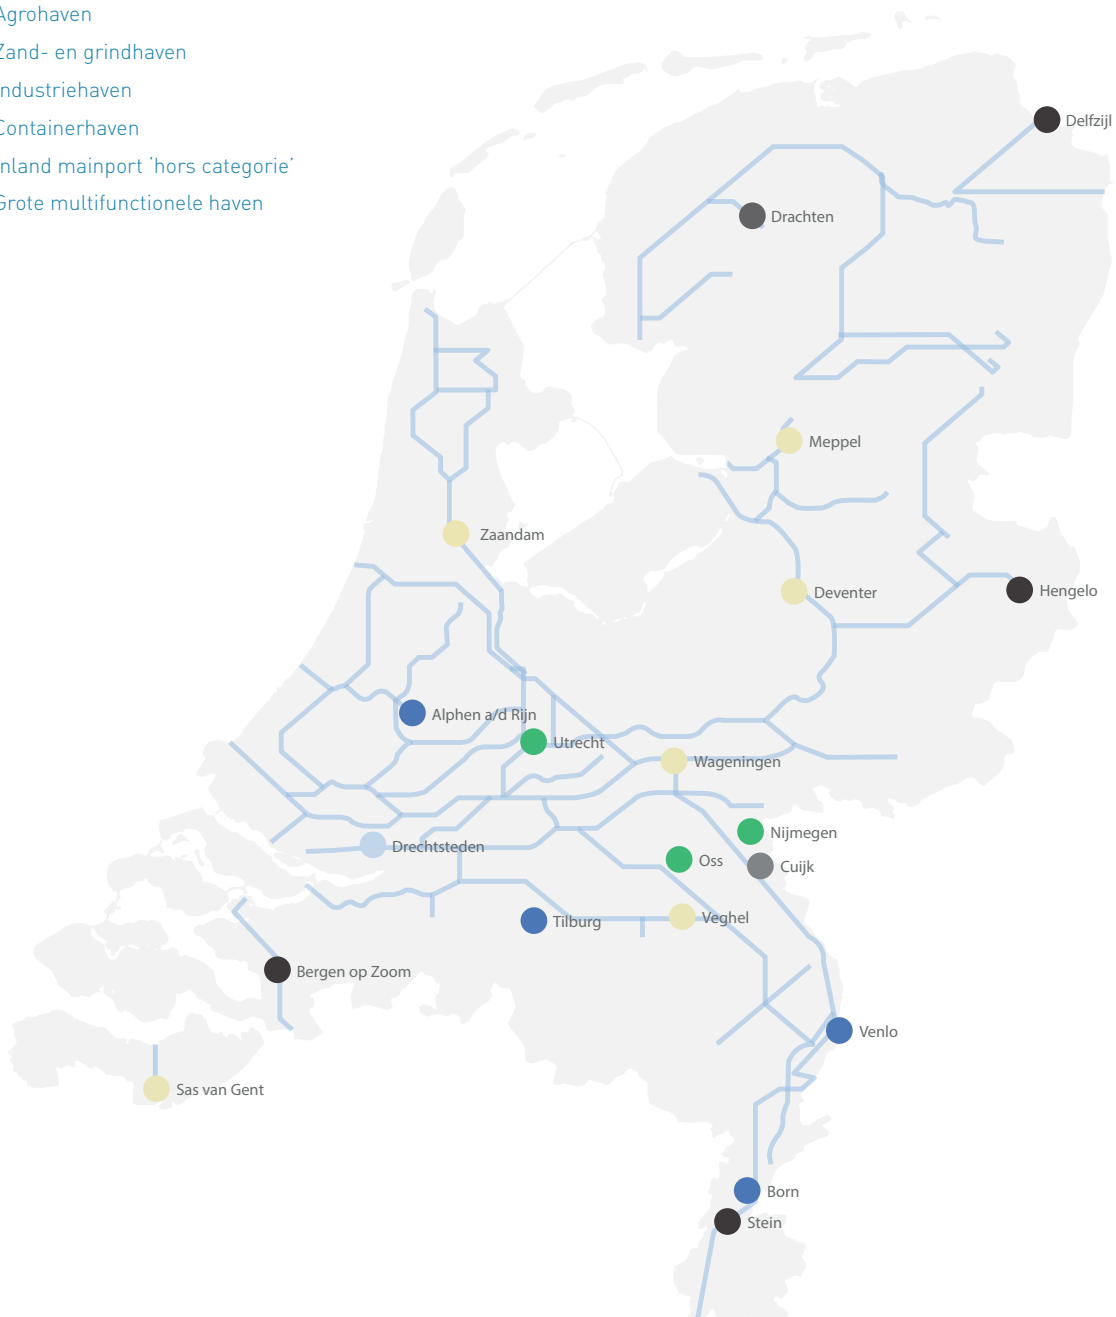 Agrohaven
Zand- en grindhaven
Industriehaven
Containerhaven
Inland mainport 'hors categorie'
Grote multifunctionele haven
Delfzijl
Drachten
Meppel
Zaandam
Deventer
Hengelo
Alphen a/d Rijn
Utrecht
Wageningen
Nijmegen
Drechtsteden
Oss
Cuijk
Tilburg
Veghel
Bergen op Zoom
Venlo
Sas van Gent
Born
Stein